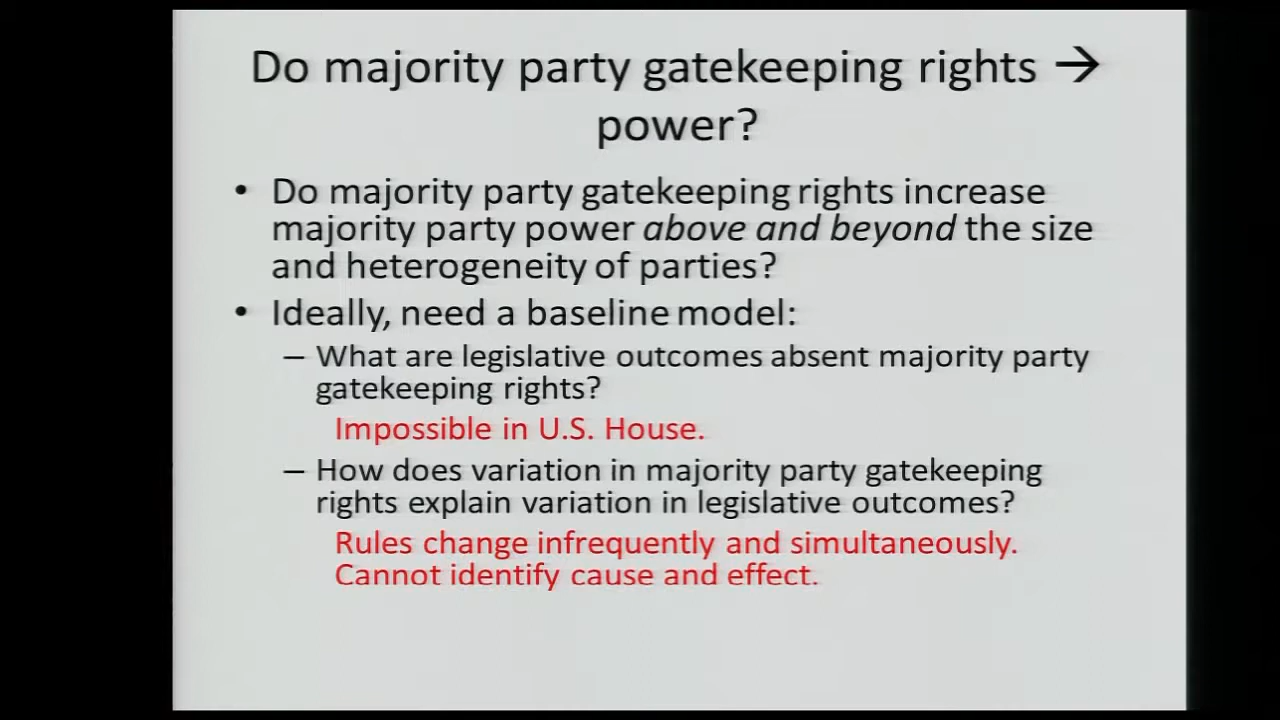 Do majority party gatekeeping rights →
power?
• Do majority party gatekeeping rights increase
majority party power above and beyond the size
and heterogeneity of parties?
• Ideally, need a baseline model:
– What are legislative outcomes absent majority party
gatekeeping rights?
Impossible in U.S. House.
– How does variation in majority party gatekeeping
rights explain variation in legislative outcomes?
Rules change infrequently and simultaneously.
Cannot identify cause and effect.